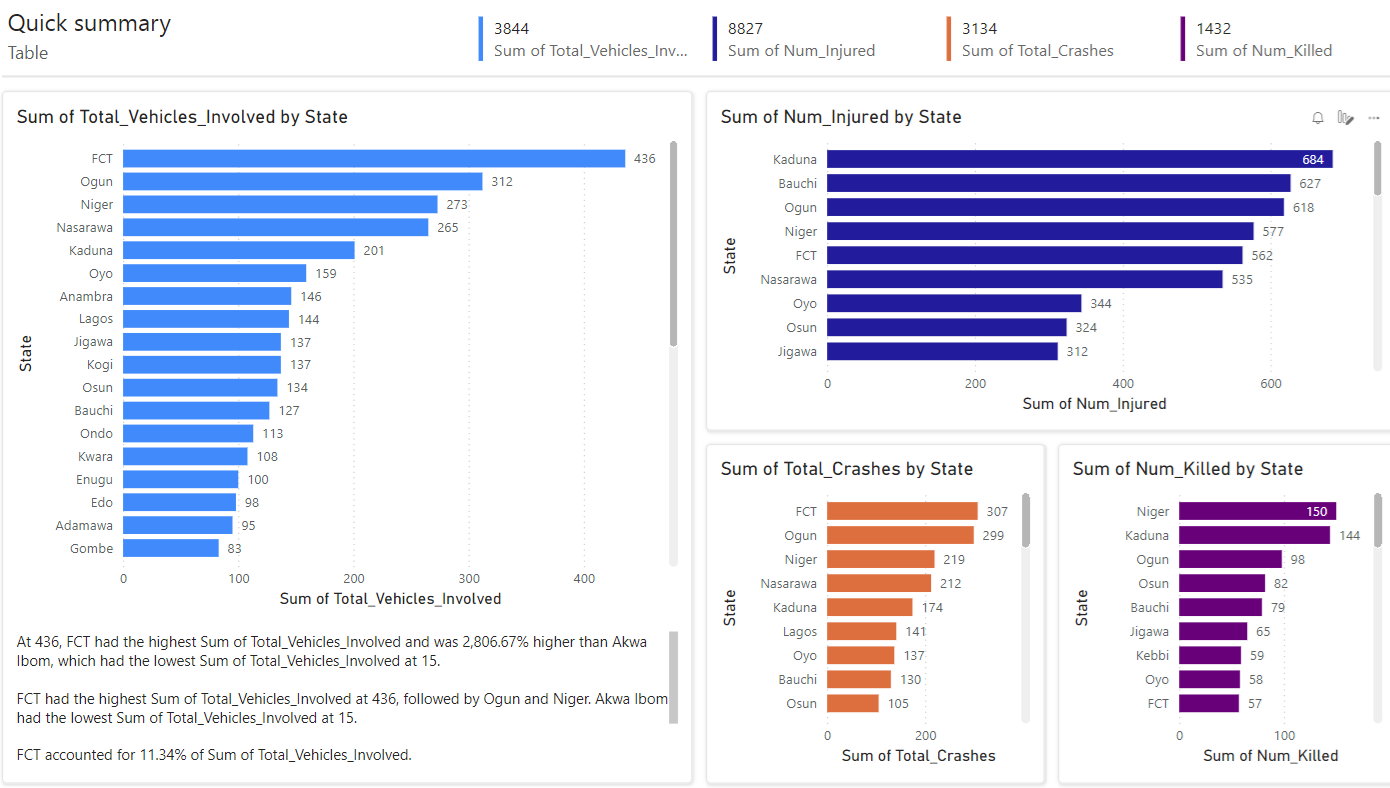 Quick summary
Table
3844
Sum of Total_Vehicles_Inv...
8827
Sum of Num_Injured
3134
Sum of Total_Crashes
1432
Sum of Num_Killed
Sum of Total_Vehicles_Involved by State
State
FCT 436
Ogun 312
Niger 273
Nasarawa 265
Kaduna 201
Oyo 159
Anambra 146
Lagos 144
Jigawa 137
Kogi 137
Osun 134
Bauchi 127
Ondo 113
Kwara 108
Enugu 100
Edo 98
Adamawa 95
Gombe 83
0 100 200 300 400
Sum of Total_Vehicles_Involved
At 436, FCT had the highest Sum of Total_Vehicles_Involved and was 2,806.67% higher than Akwa
Ibom, which had the lowest Sum of Total_Vehicles_Involved at 15.
FCT had the highest Sum of Total_Vehicles_Involved at 436, followed by Ogun and Niger. Akwa Ibom
had the lowest Sum of Total_Vehicles_Involved at 15.
FCT accounted for 11.34% of Sum of Total_Vehicles_Involved.
Sum of Num_Injured by State
State
Kaduna 684
Bauchi 627
Ogun 618
Niger 577
FCT 562
Nasarawa 535
Oyo 344
Osun 324
Jigawa 312
0 200 400 600
Sum of Num_Injured
Sum of Total_Crashes by State
State
FCT 307
Ogun 299
Niger 219
Nasarawa 212
Kaduna 174
Lagos 141
Oyo 137
Bauchi 130
Osun 105
0 200
Sum of Total_Crashes
Sum of Num_Killed by State
State
Niger 150
Kaduna 144
Ogun 98
Osun 82
Bauchi 79
Jigawa 65
Kebbi 59
Oyo 58
FCT 57
0 100
Sum of Num_Killed